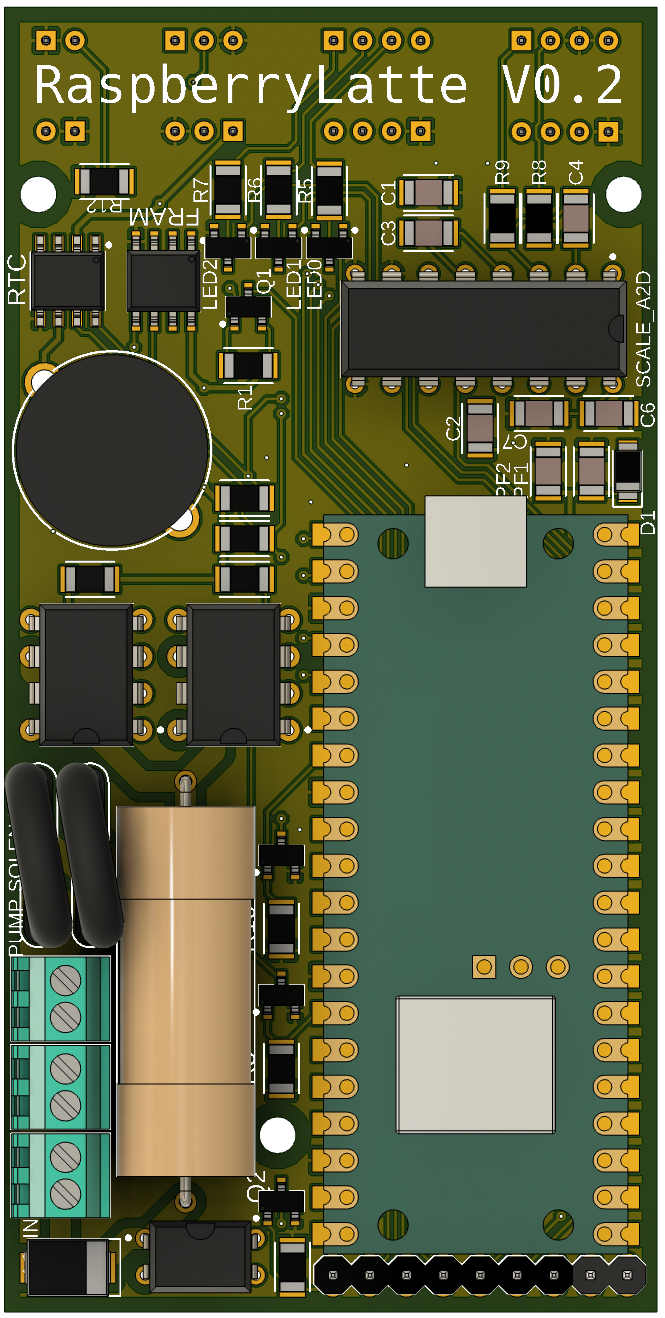 RaspberryLatte V0.2
R7
R6
R5
C1
C3
R9
R8
C4
R12
FRAM
RTC
LED2
Q1
LED1
LED0
SCALE_A2D
R1
C2
C7
C6
PF2
PF1
D1
PUMP SOLEN
Q2
IN